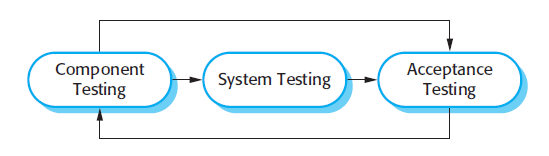 Component
Testing
System Testing
Acceptance
Testing